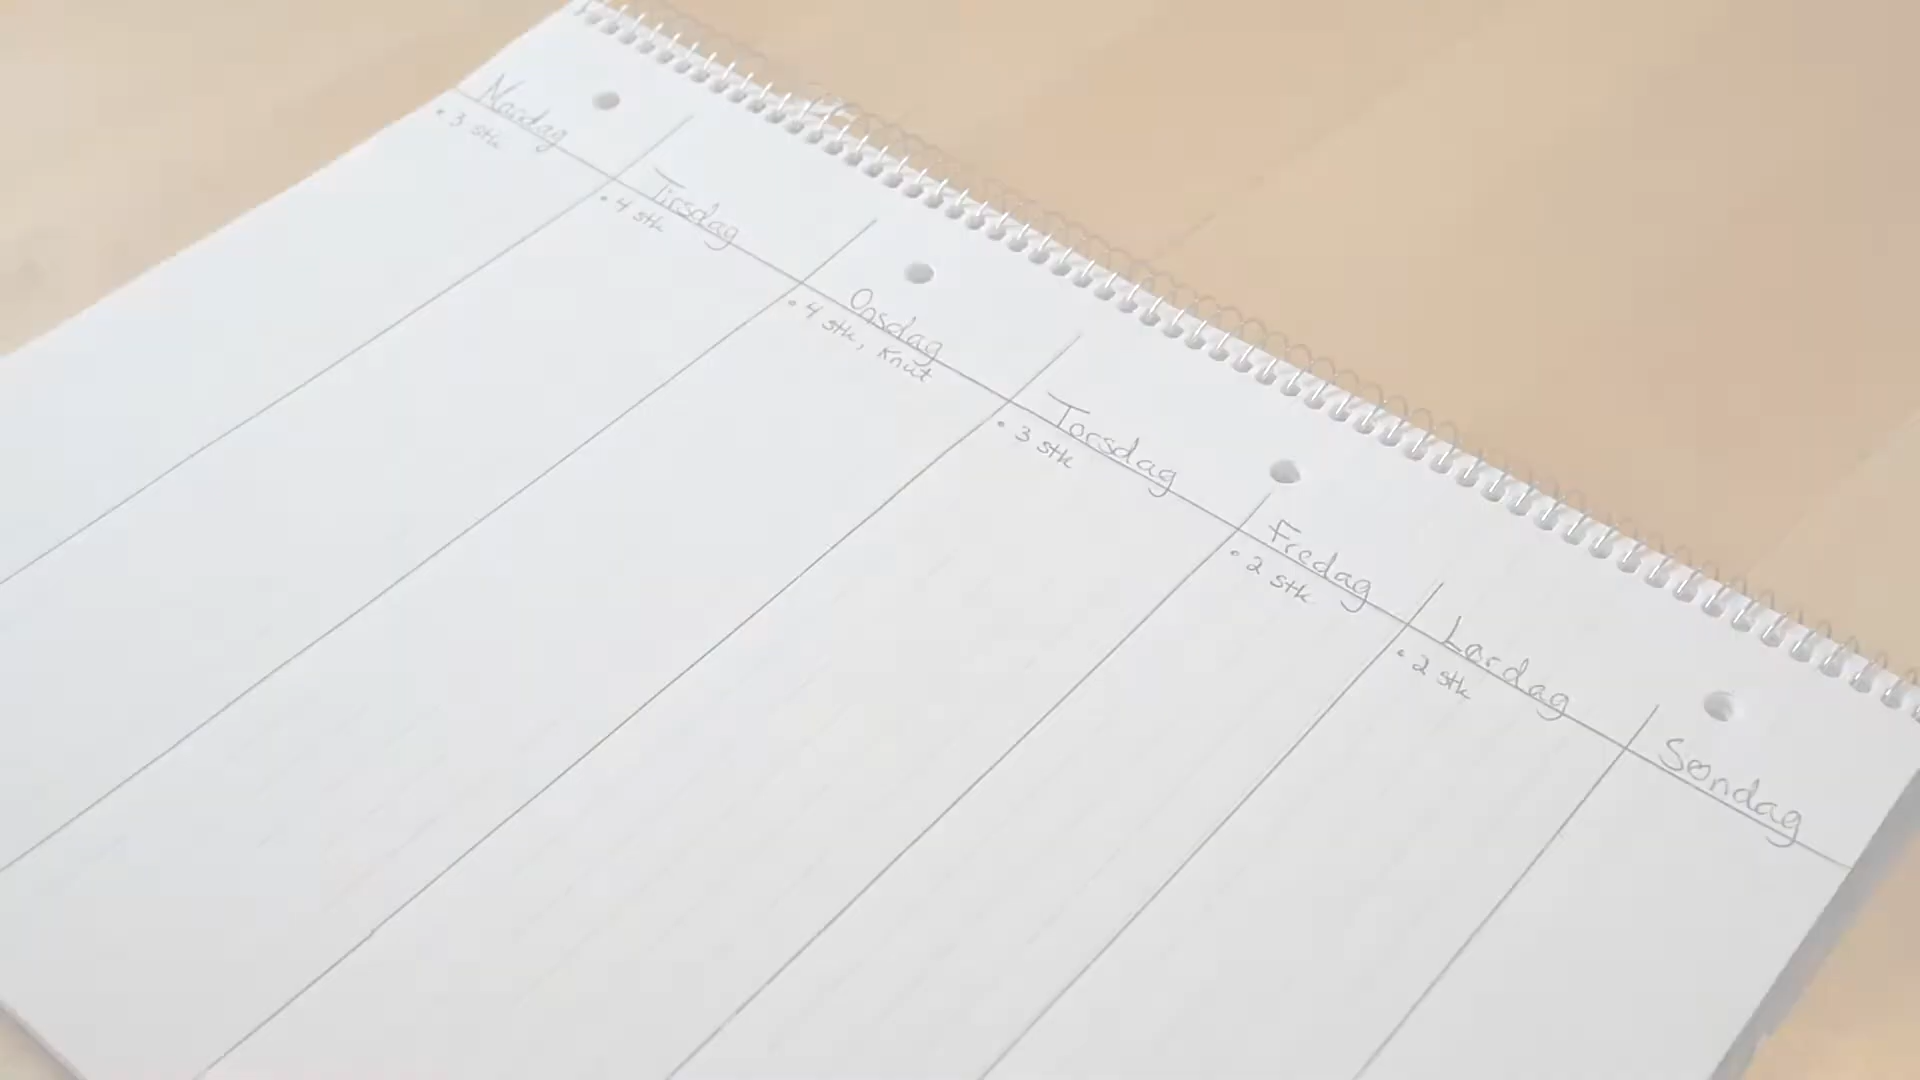 Mandag
• 3 stk
Tirsdag
• 4 stk
Onsdag
• 4 stk, Knut
Torsdag
• 3 stk
Fredag
• 2 stk
Lørdag
• 2 stk
Søndag